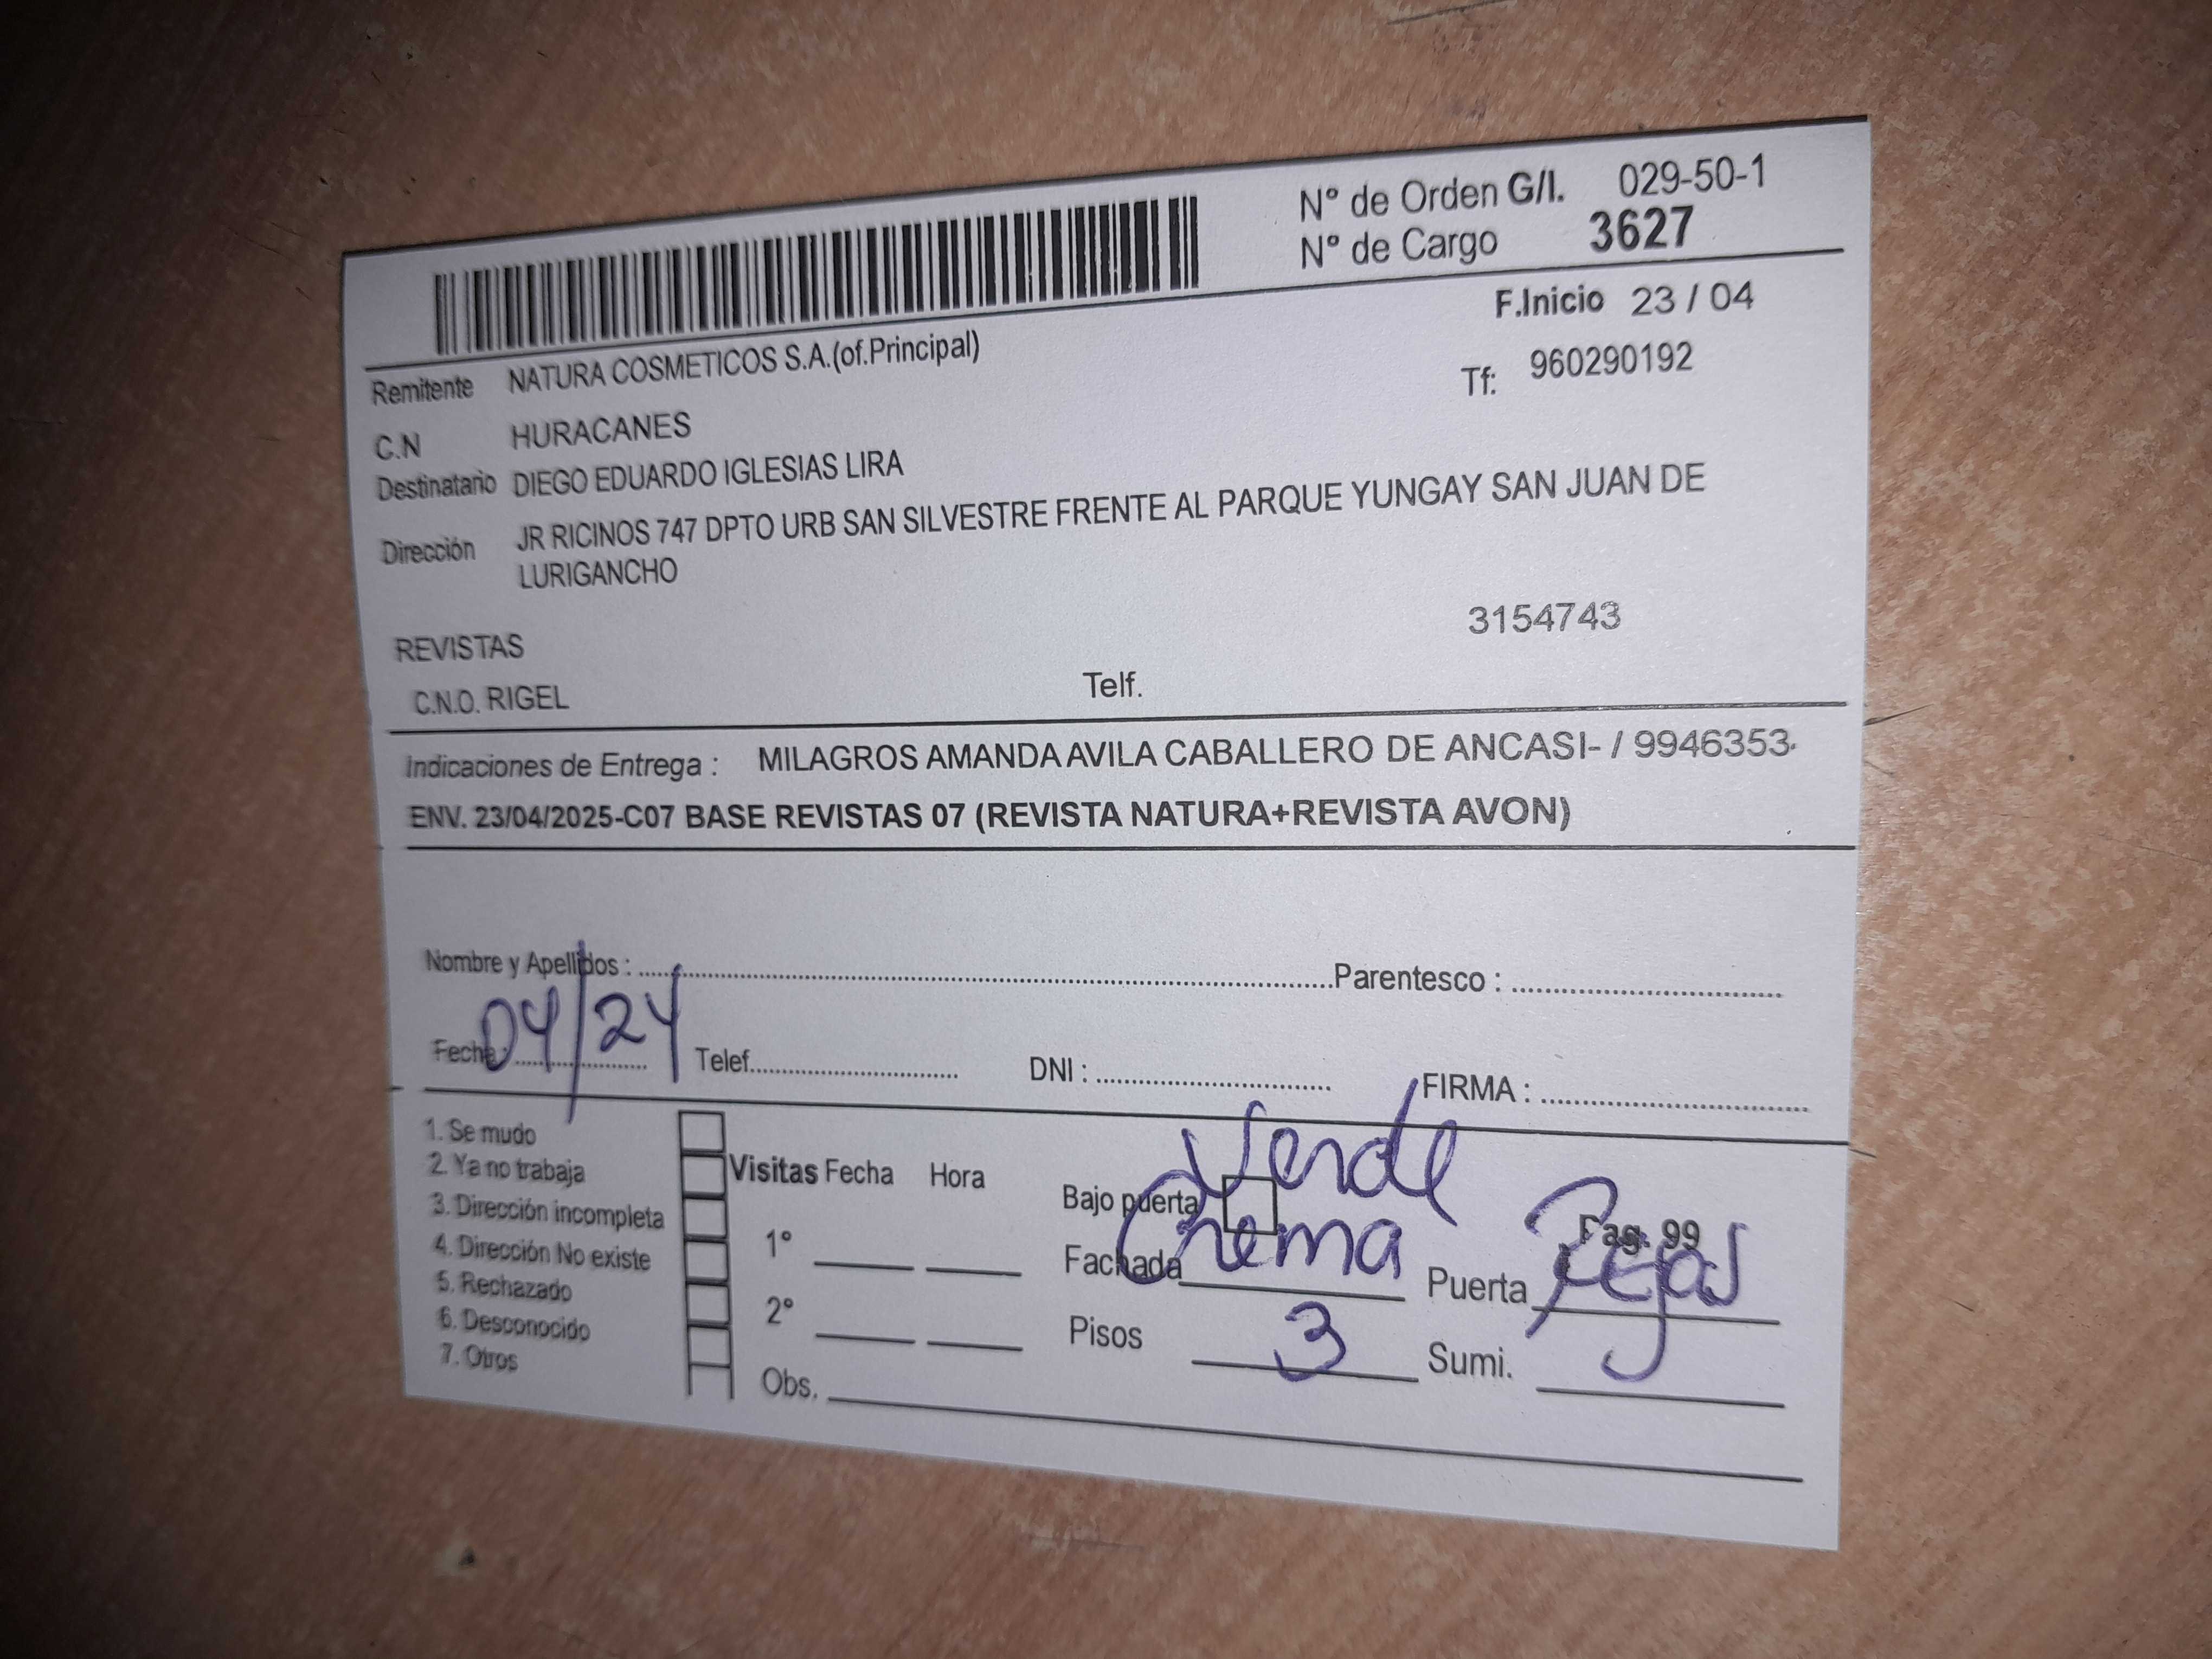 N° de Orden G/I. 029-50-1
N° de Cargo 3627
F.Inicio 23 / 04
Remitente NATURA COSMETICOS S.A.(of.Principal)
Tf: 960290192
C.N HURACANES
Destinatario DIEGO EDUARDO IGLESIAS LIRA
Dirección JR RICINOS 747 DPTO URB SAN SILVESTRE FRENTE AL PARQUE YUNGAY SAN JUAN DE
LURIGANCHO
3154743
REVISTAS
C.N.O. RIGEL Telf.
Indicaciones de Entrega : MILAGROS AMANDA AVILA CABALLERO DE ANCASI- / 9946353
ENV. 23/04/2025-C07 BASE REVISTAS 07 (REVISTA NATURA+REVISTA AVON)
Nombre y Apellidos : Parentesco :
Fecha : 04/24 Telef. DNI : FIRMA :
1. Se mudo
2. Ya no trabaja
3. Dirección incompleta
4. Dirección No existe
5. Rechazado
6. Desconocido
7. Otros
Visitas Fecha Hora
1°
2°
Obs.
Verde
Bajo puerta
Fachada Crema
Pag. 99
Puerta Rejas
Pisos 3 Sumi.